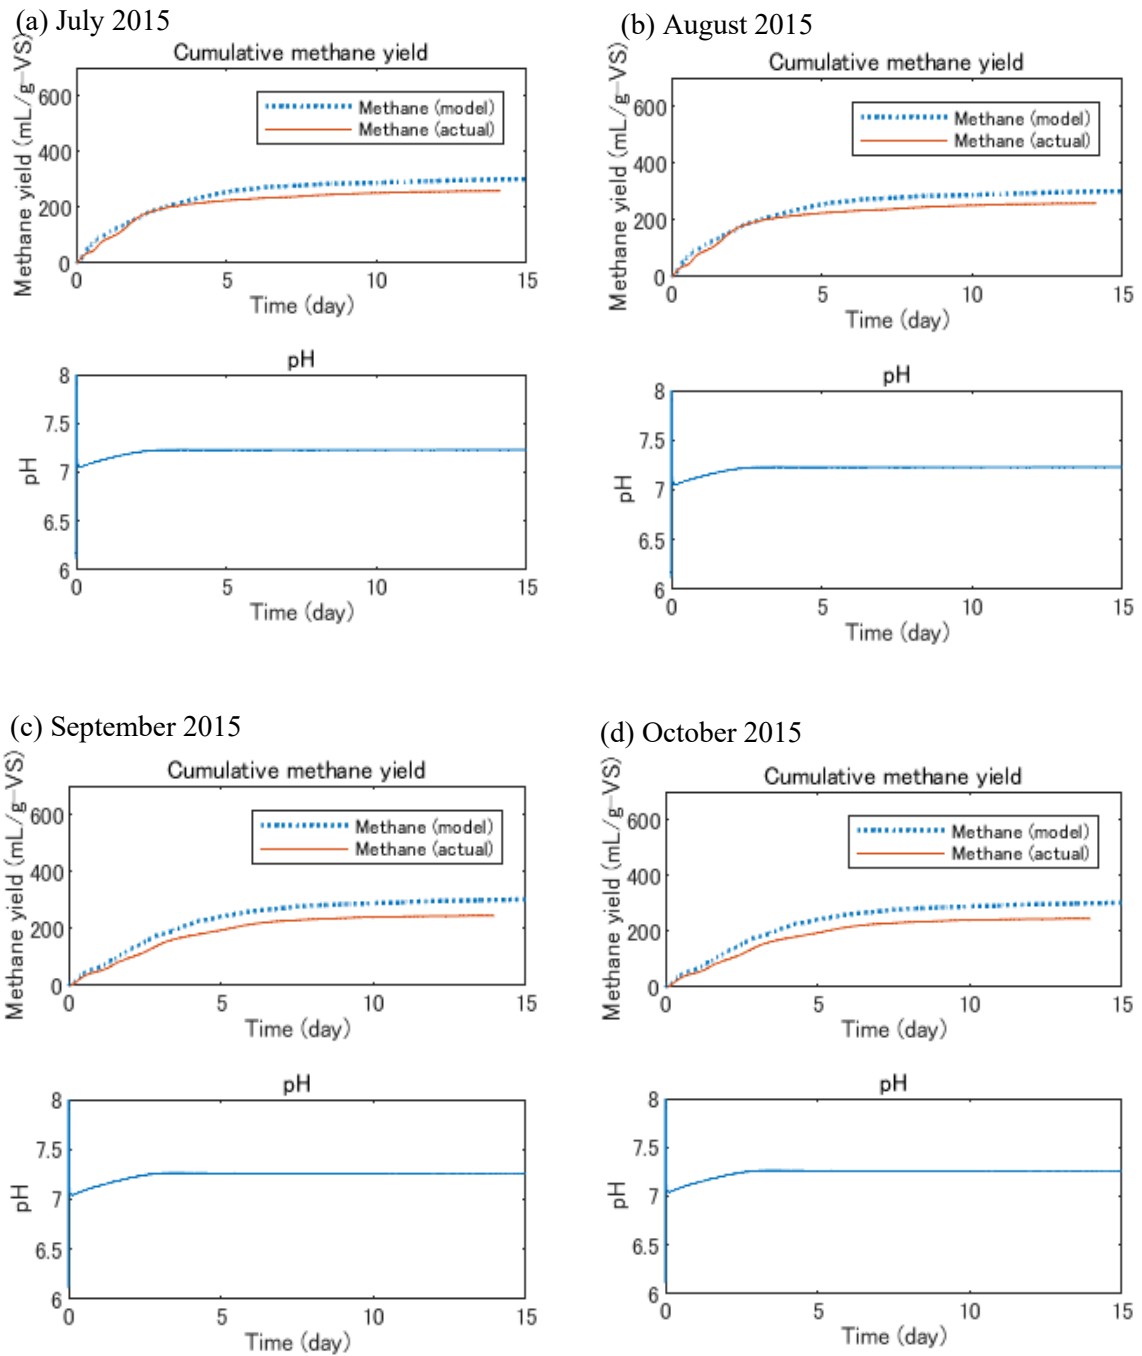 (a) July 2015
Cumulative methane yield
Methane yield (mL/g-VS)
600
400
200
0
Methane (model)
Methane (actual)
0 5 10 15
Time (day)
pH
pH
8
7.5
7
6.5
6
0 5 10 15
Time (day)
(b) August 2015
Cumulative methane yield
Methane yield (mL/g-VS)
600
400
200
0
Methane (model)
Methane (actual)
0 5 10 15
Time (day)
pH
pH
8
7.5
7
6.5
6
0 5 10 15
Time (day)
(c) September 2015
Cumulative methane yield
Methane yield (mL/g-VS)
600
400
200
0
Methane (model)
Methane (actual)
0 5 10 15
Time (day)
pH
pH
8
7.5
7
6.5
6
0 5 10 15
Time (day)
(d) October 2015
Cumulative methane yield
Methane yield (mL/g-VS)
600
400
200
0
Methane (model)
Methane (actual)
0 5 10 15
Time (day)
pH
pH
8
7.5
7
6.5
6
0 5 10 15
Time (day)